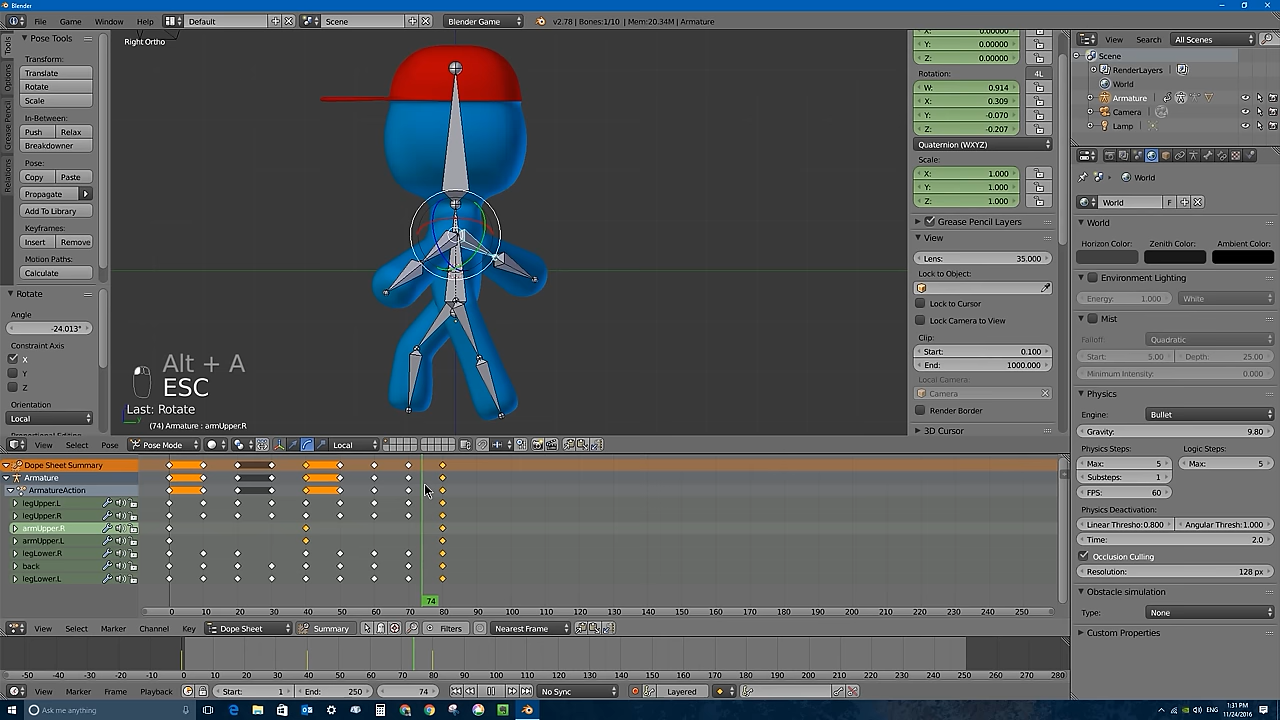 Blender
File Game Window Help Default Scene Blender Game v2.78 | Bones:1/10 | Mem:20.34M | Armature
Pose Tools
Transform:
Translate
Rotate
Scale
In-Between:
Push Relax
Breakdowner
Pose:
Copy Paste
Propagate
Add To Library
Keyframes:
Insert Remove
Motion Paths:
Calculate
Rotate
Angle
-24.013°
Constraint Axis
X
Y
Z
Orientation
Local
Tools
Options
Grease Pencil
Relations
Right Ortho
Alt + A
ESC
Last: Rotate
(74) Armature : armUpper.R
X: 0.00000
Y: 0.00000
Z: 0.00000
Rotation: 4L
W: 0.914
X: 0.309
Y: -0.070
Z: -0.207
Quaternion (WXYZ)
Scale:
X: 1.000
Y: 1.000
Z: 1.000
Grease Pencil Layers
View
Lens: 35.000
Lock to Object:
Lock to Cursor
Lock Camera to View
Clip:
Start: 0.100
End: 1000.000
Local Camera:
Camera
Render Border
3D Cursor
View Search All Scenes
Scene
RenderLayers
World
Armature
Camera
Lamp
World
World F
World
Horizon Color: Zenith Color: Ambient Color:
Environment Lighting
Energy: 1.000 White
Mist
Falloff: Quadratic
Start: 5.00 Depth: 25.00
Minimum Intensity: 0.000
Physics
Engine: Bullet
Gravity: 9.80
Physics Steps: Logic Steps:
Max: 5 Max: 5
Substeps: 1
FPS: 60
Physics Deactivation:
Linear Thresho:0.800 Angular Thresh:1.000
Time: 2.0
Occlusion Culling
Resolution: 128 px
Obstacle simulation
Type: None
Custom Properties
View Select Pose Pose Mode Local
Dope Sheet Summary
Armature
ArmatureAction
legUpper.L
legUpper.R
armUpper.R
armUpper.L
legLower.R
back
legLower.L
74
0 10 20 30 40 50 60 70 80 90 100 110 120 130 140 150 160 170 180 190 200 210 220 230 240 250
View Select Marker Channel Key Dope Sheet Summary Filters Nearest Frame
-50 -40 -30 -20 -10 0 10 20 30 40 50 60 70 80 90 100 110 120 130 140 150 160 170 180 190 200 210 220 230 240 250 260 270 280
View Marker Frame Playback Start: 1 End: 250 74 No Sync Layered
Ask me anything
ENG
1:31 PM
11/24/2016